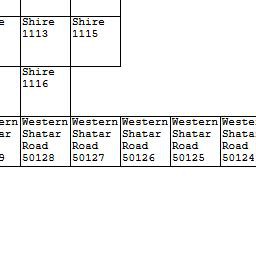 e Shire Shire
1113 1115
Shire
1116
ern Western Western Western Western Weste
ar Shatar Shatar Shatar Shatar Shata
Road Road Road Road Road
9 50128 50127 50126 50125 50124